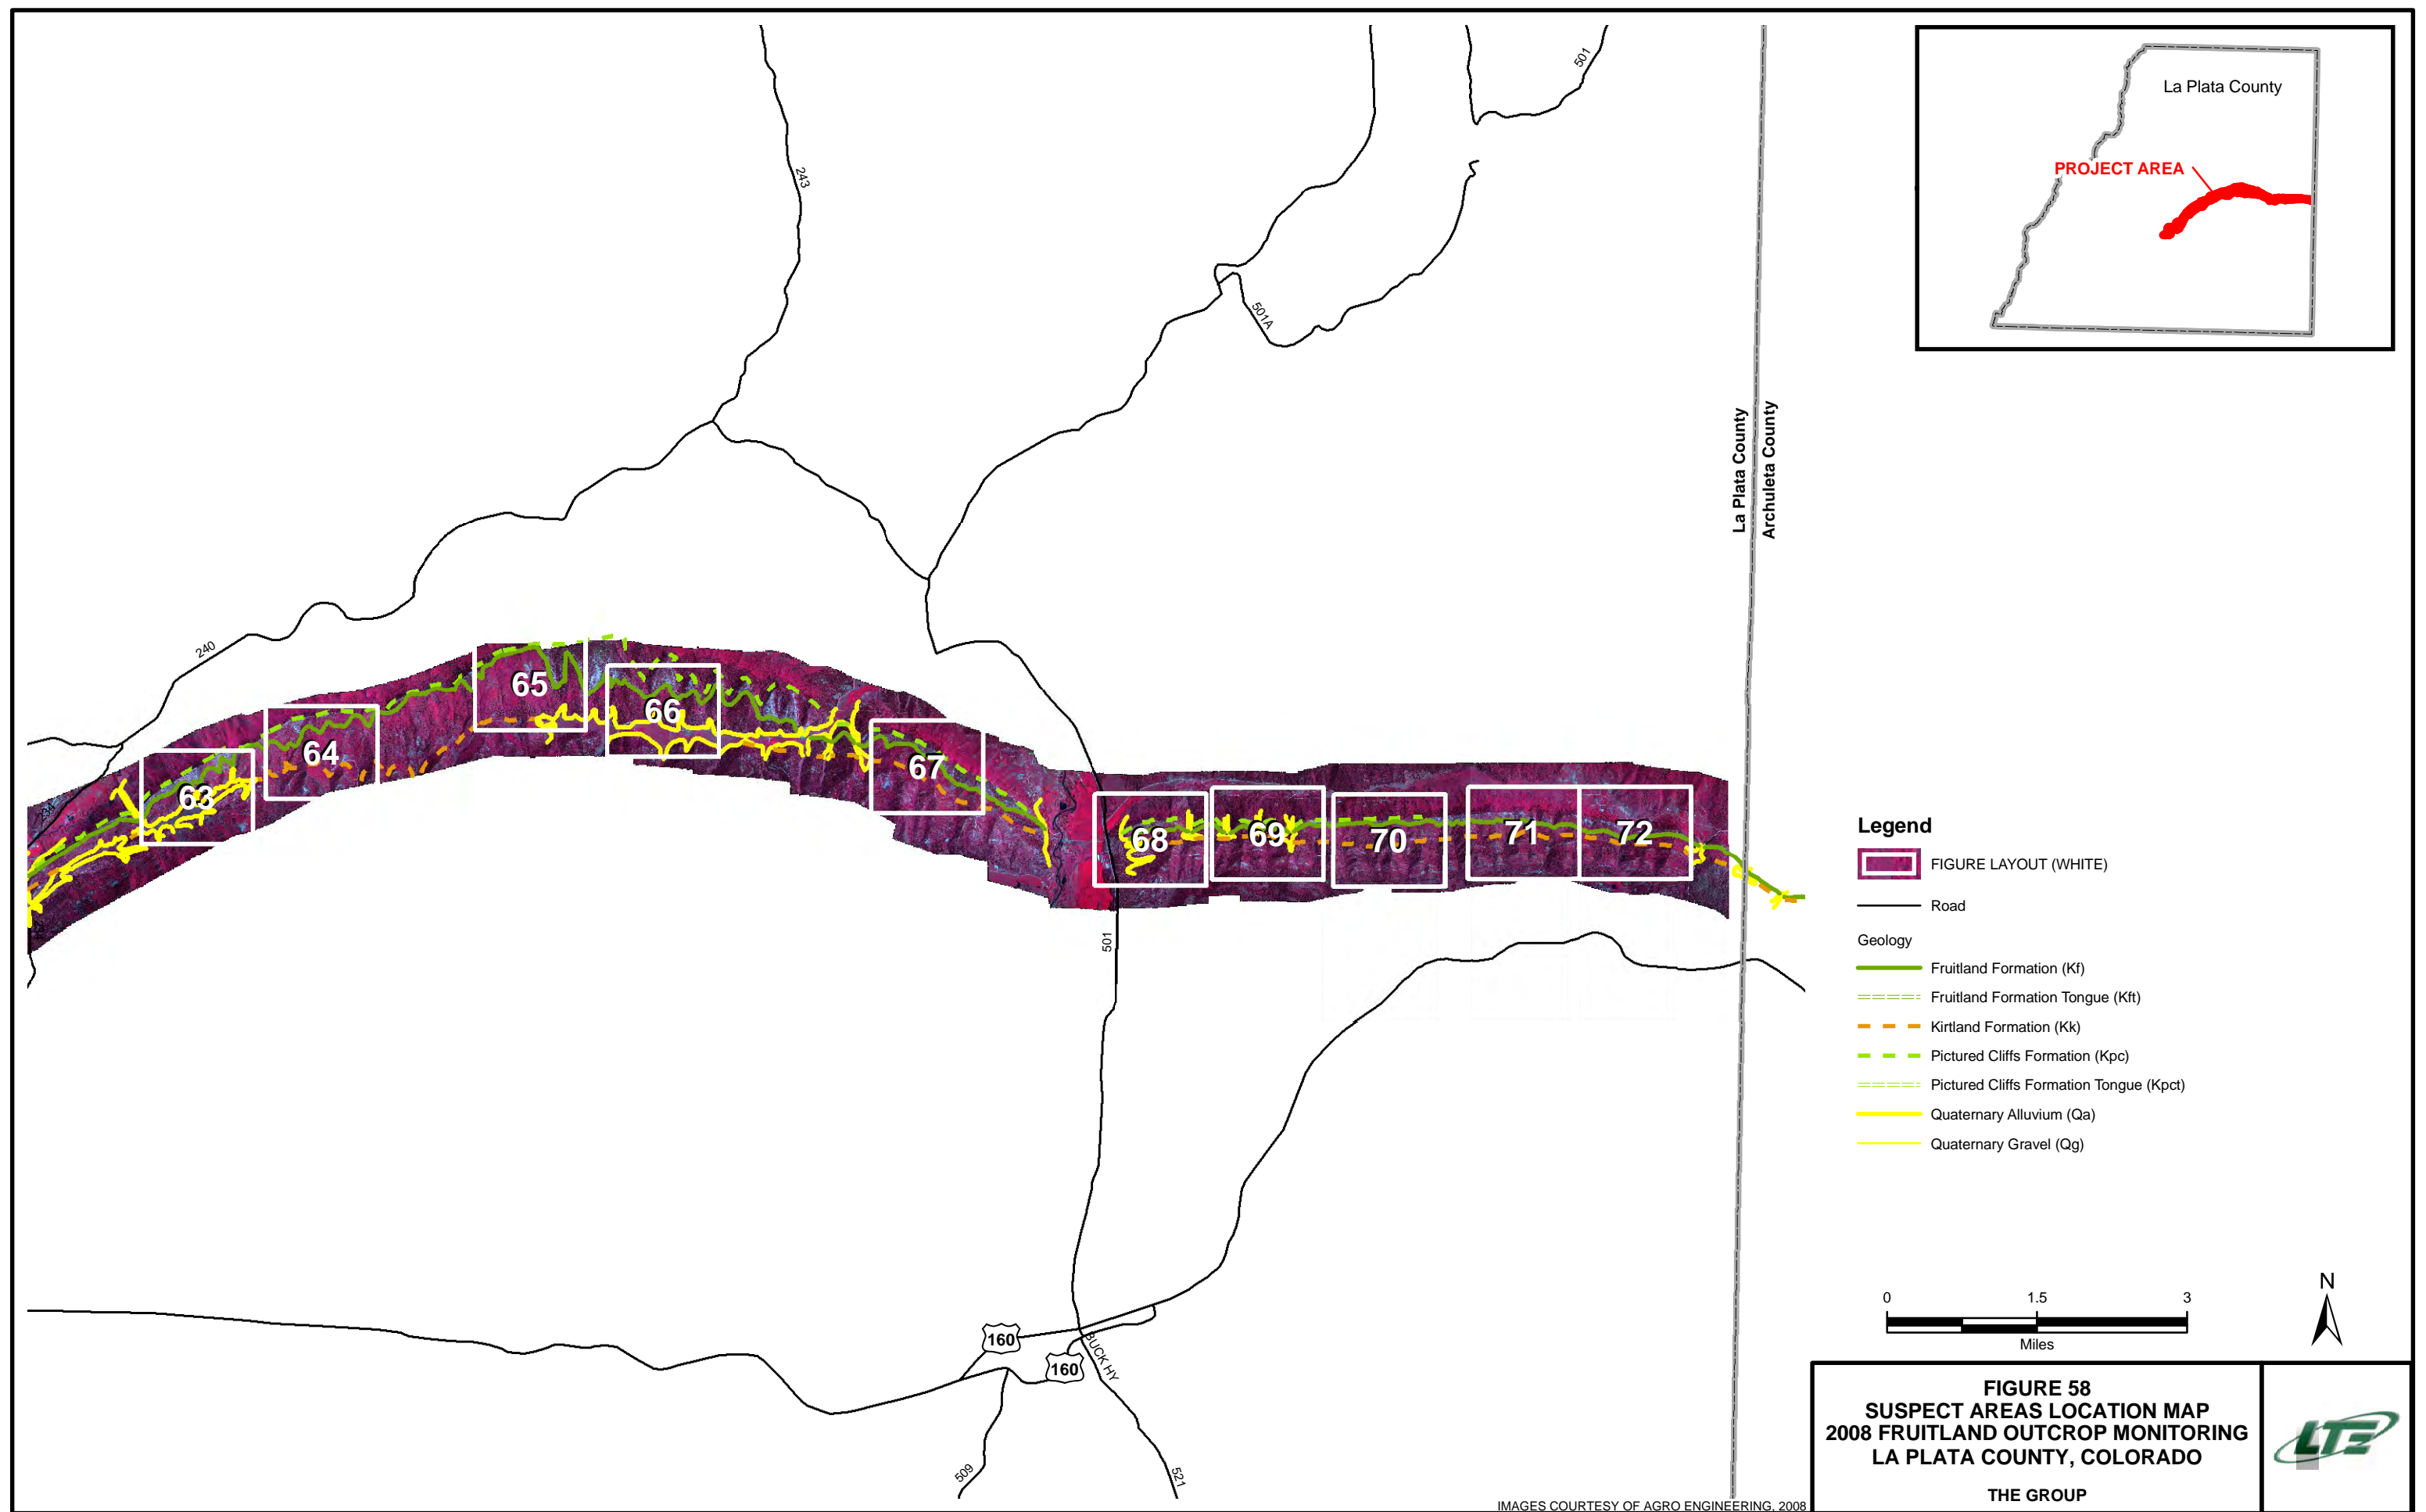 La Plata County
PROJECT AREA
501
243
501A
La Plata County
Archuleta County
240
234
65
66
64
67
63
68
69
70
71
72
501
Legend
FIGURE LAYOUT (WHITE)
Road
Geology
Fruitland Formation (Kf)
Fruitland Formation Tongue (Kft)
Kirtland Formation (Kk)
Pictured Cliffs Formation (Kpc)
Pictured Cliffs Formation Tongue (Kpct)
Quaternary Alluvium (Qa)
Quaternary Gravel (Qg)
N
0 1.5 3
Miles
160
160
BUCK HY
509
521
FIGURE 58
SUSPECT AREAS LOCATION MAP
2008 FRUITLAND OUTCROP MONITORING
LA PLATA COUNTY, COLORADO
THE GROUP
LTE
IMAGES COURTESY OF AGRO ENGINEERING, 2008